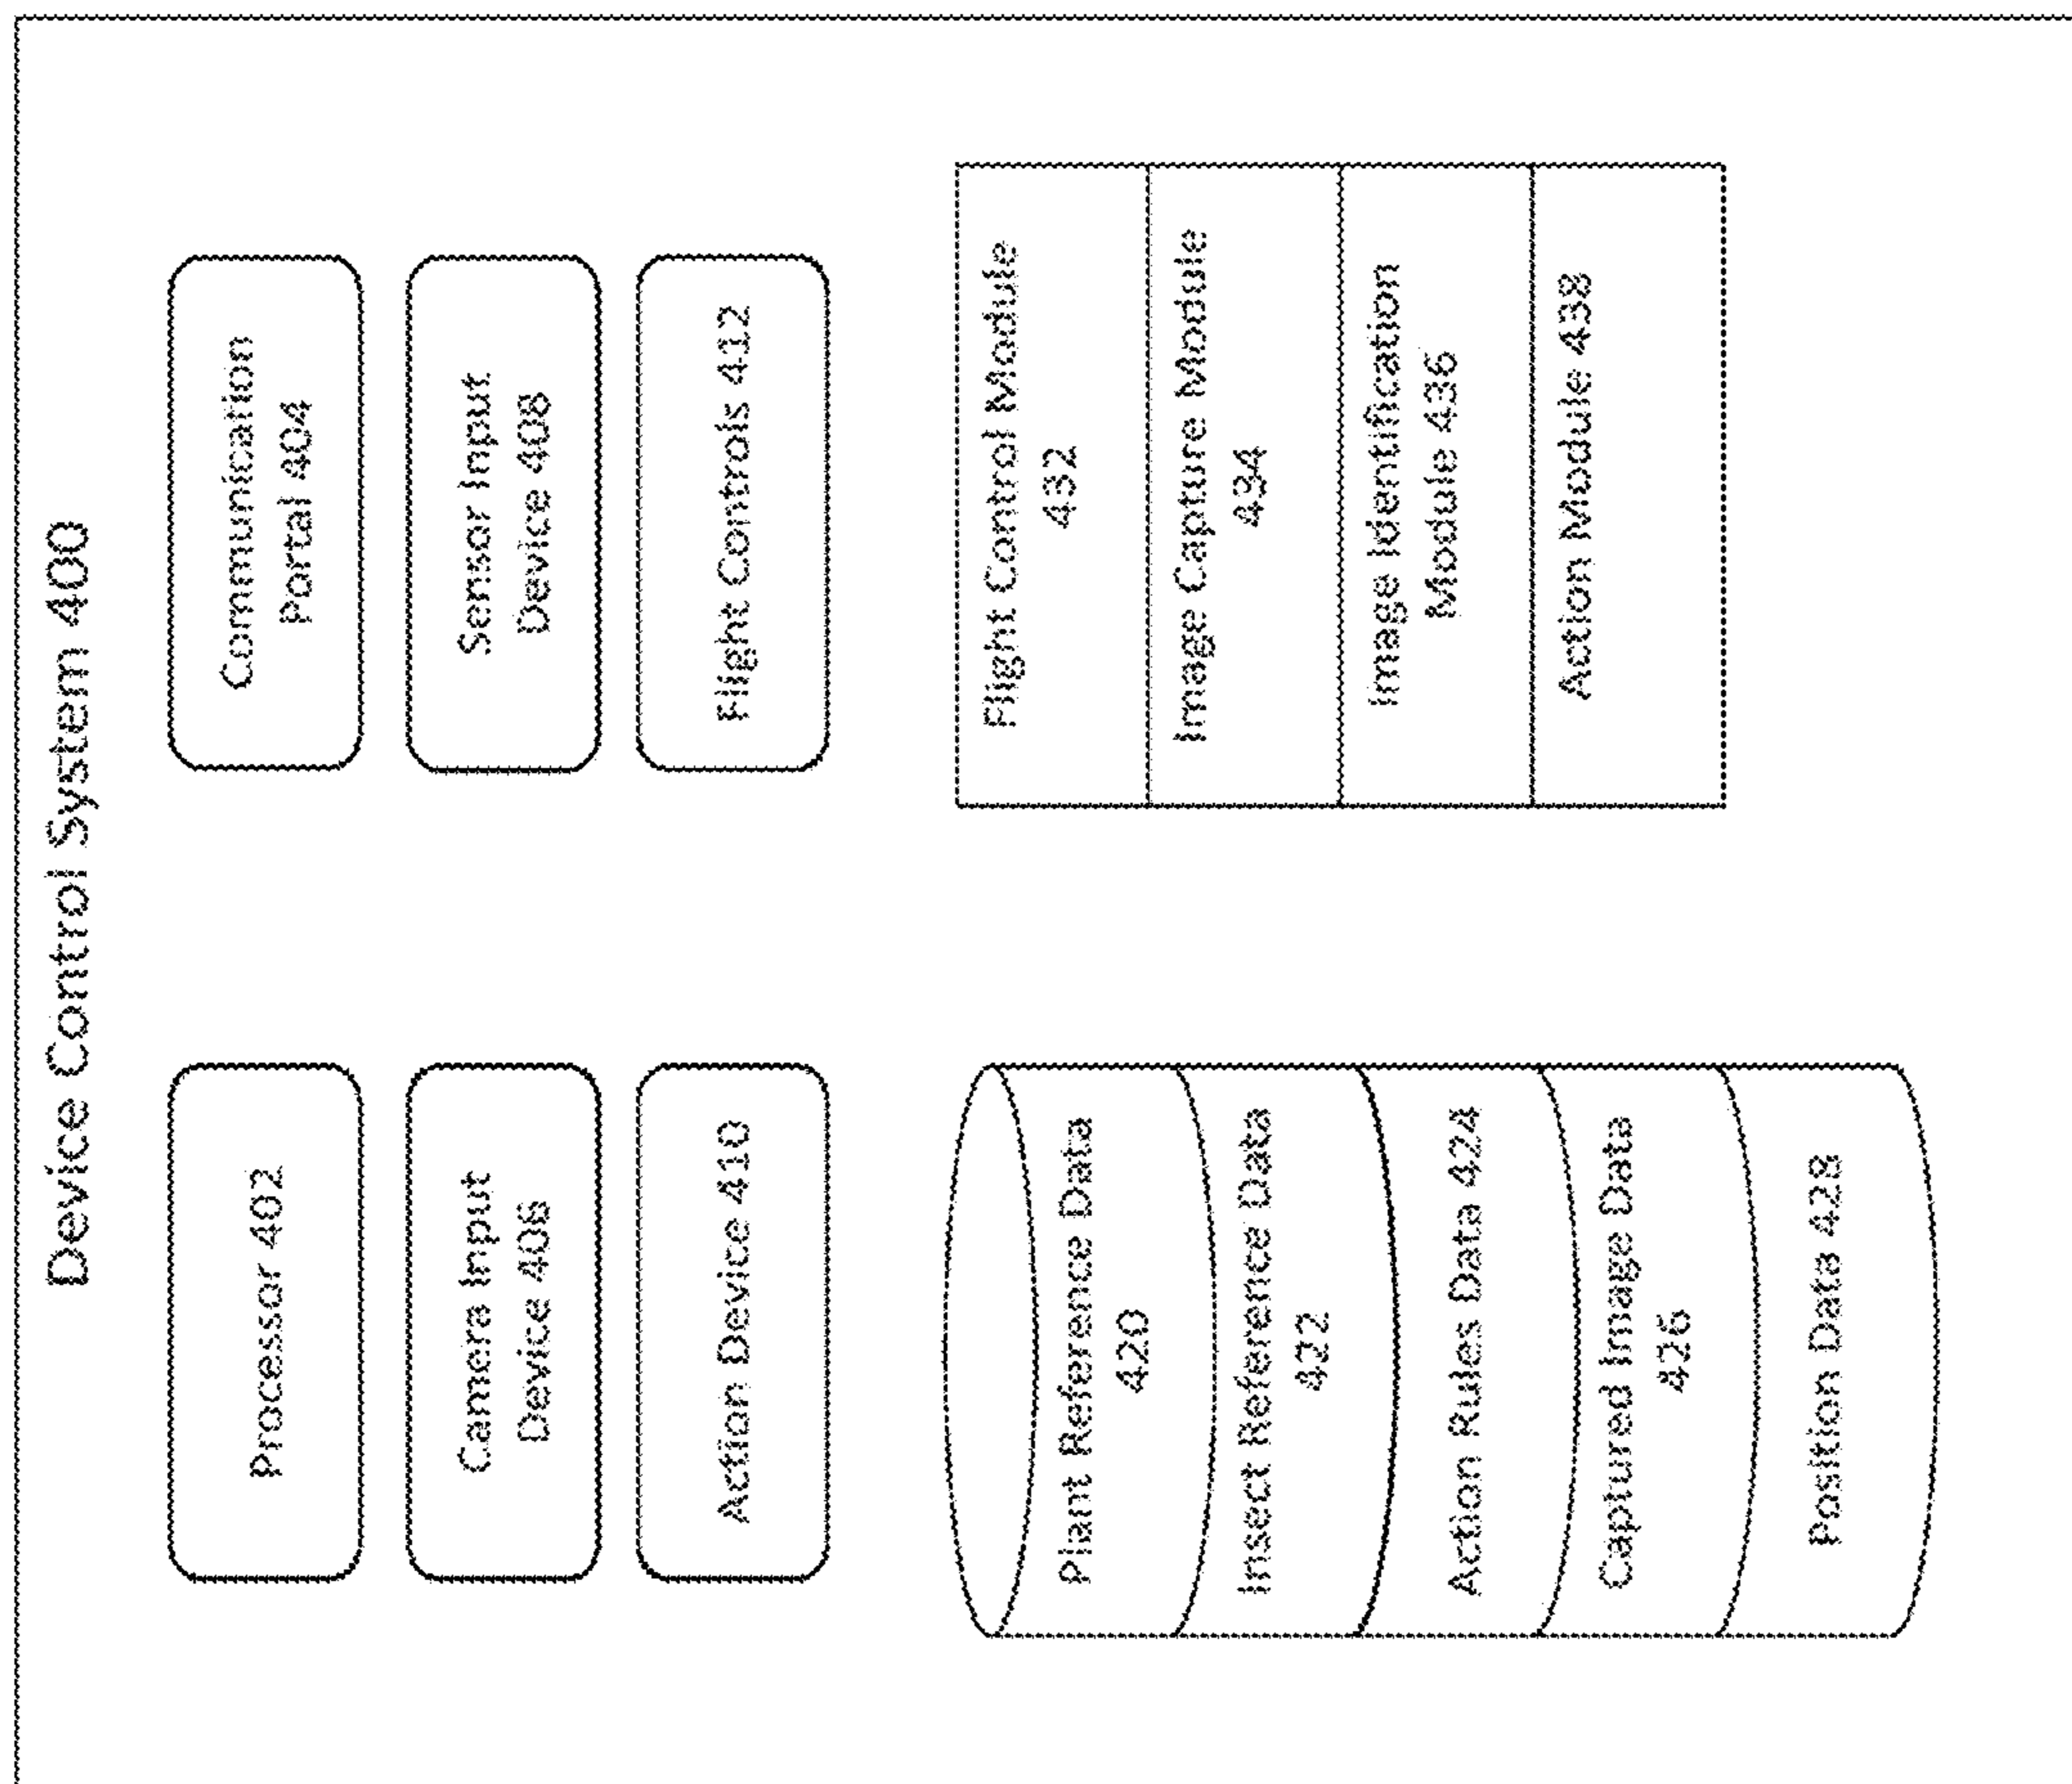 Device Control System 400
Processor 402
Communication
Portal 404
Camera Input
Device 406
Sensor Input
Device 408
Action Device 410
Flight Controls 412
Plant Reference Data
420
Insect Reference Data
422
Action Rules Data 424
Captured Image Data
426
Position Data 428
Flight Control Module
432
Image Capture Module
434
Image Identification
Module 436
Action Module 438